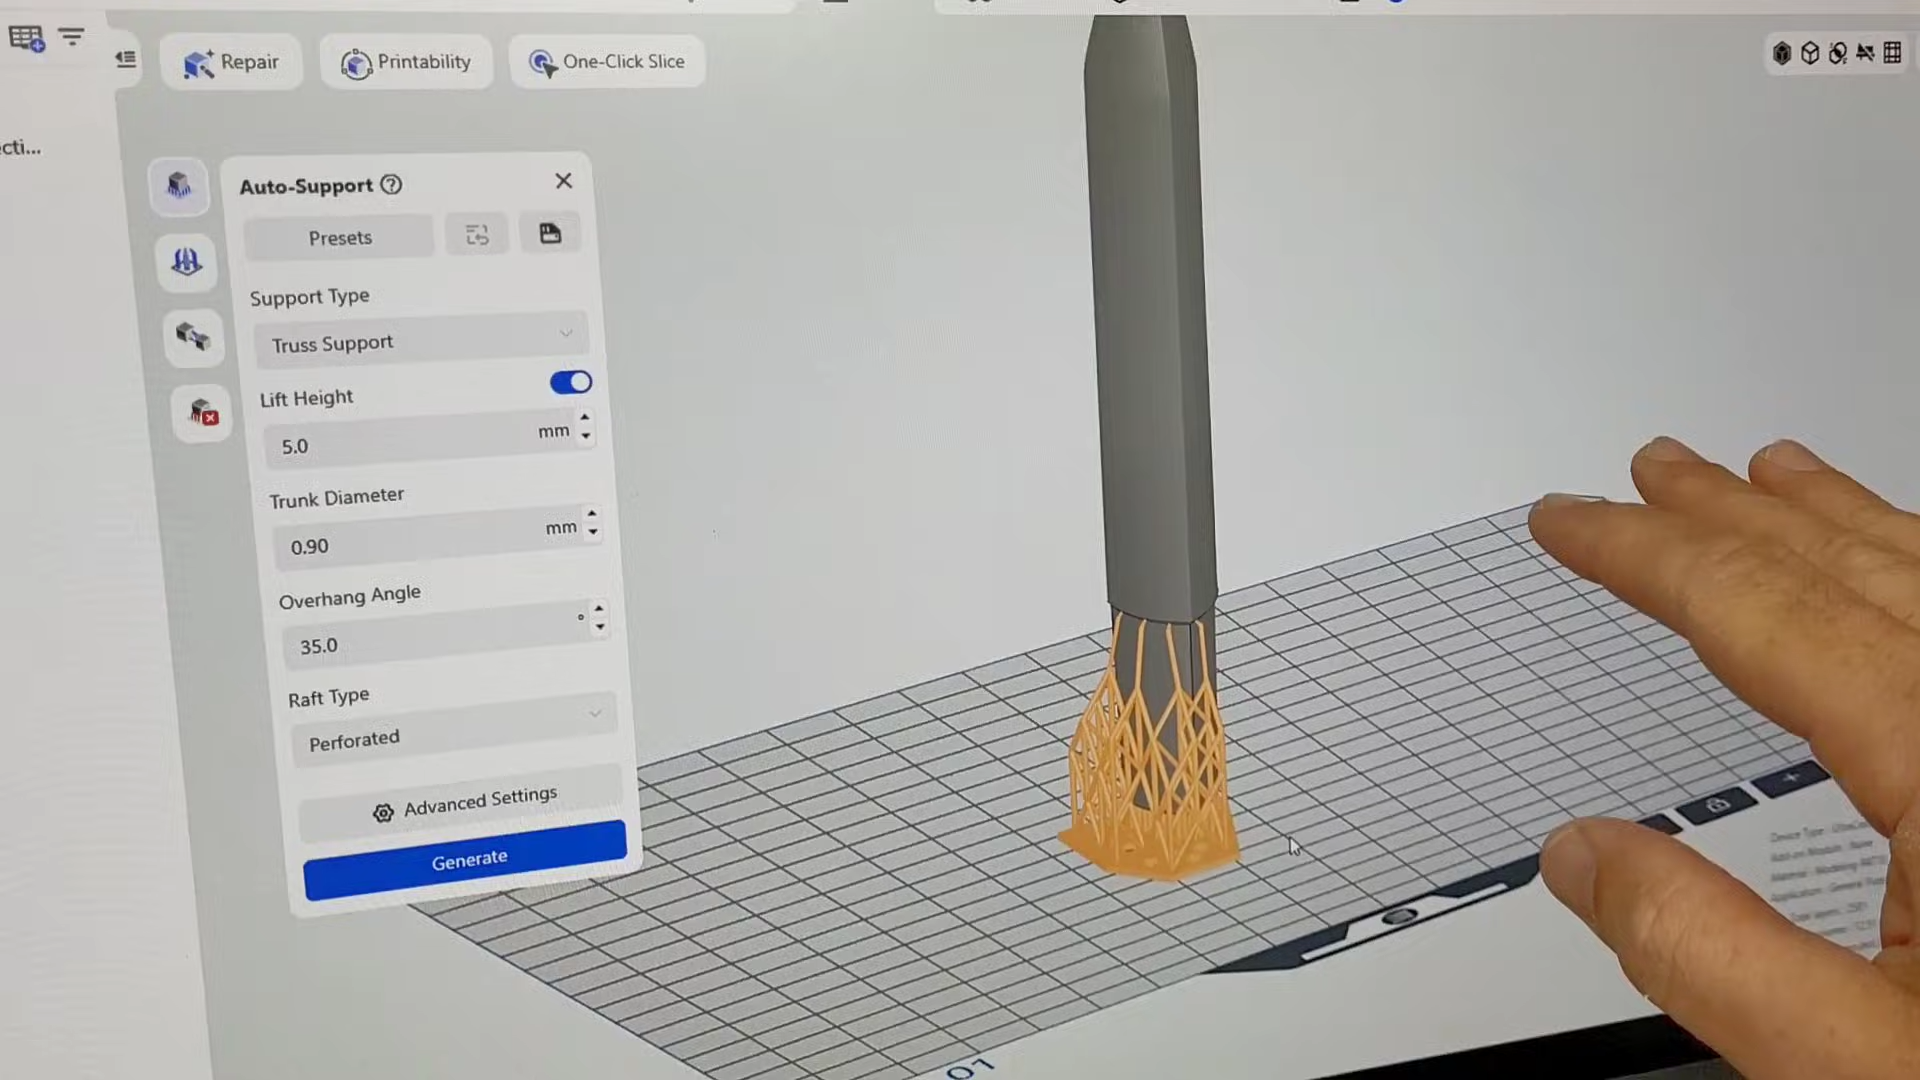 Repair
Printability
One-Click Slice
cti...
Auto-Support ?
Presets
Support Type
Truss Support
Lift Height
5.0 mm
Trunk Diameter
0.90 mm
Overhang Angle
35.0 °
Raft Type
Perforated
Advanced Settings
Generate
01